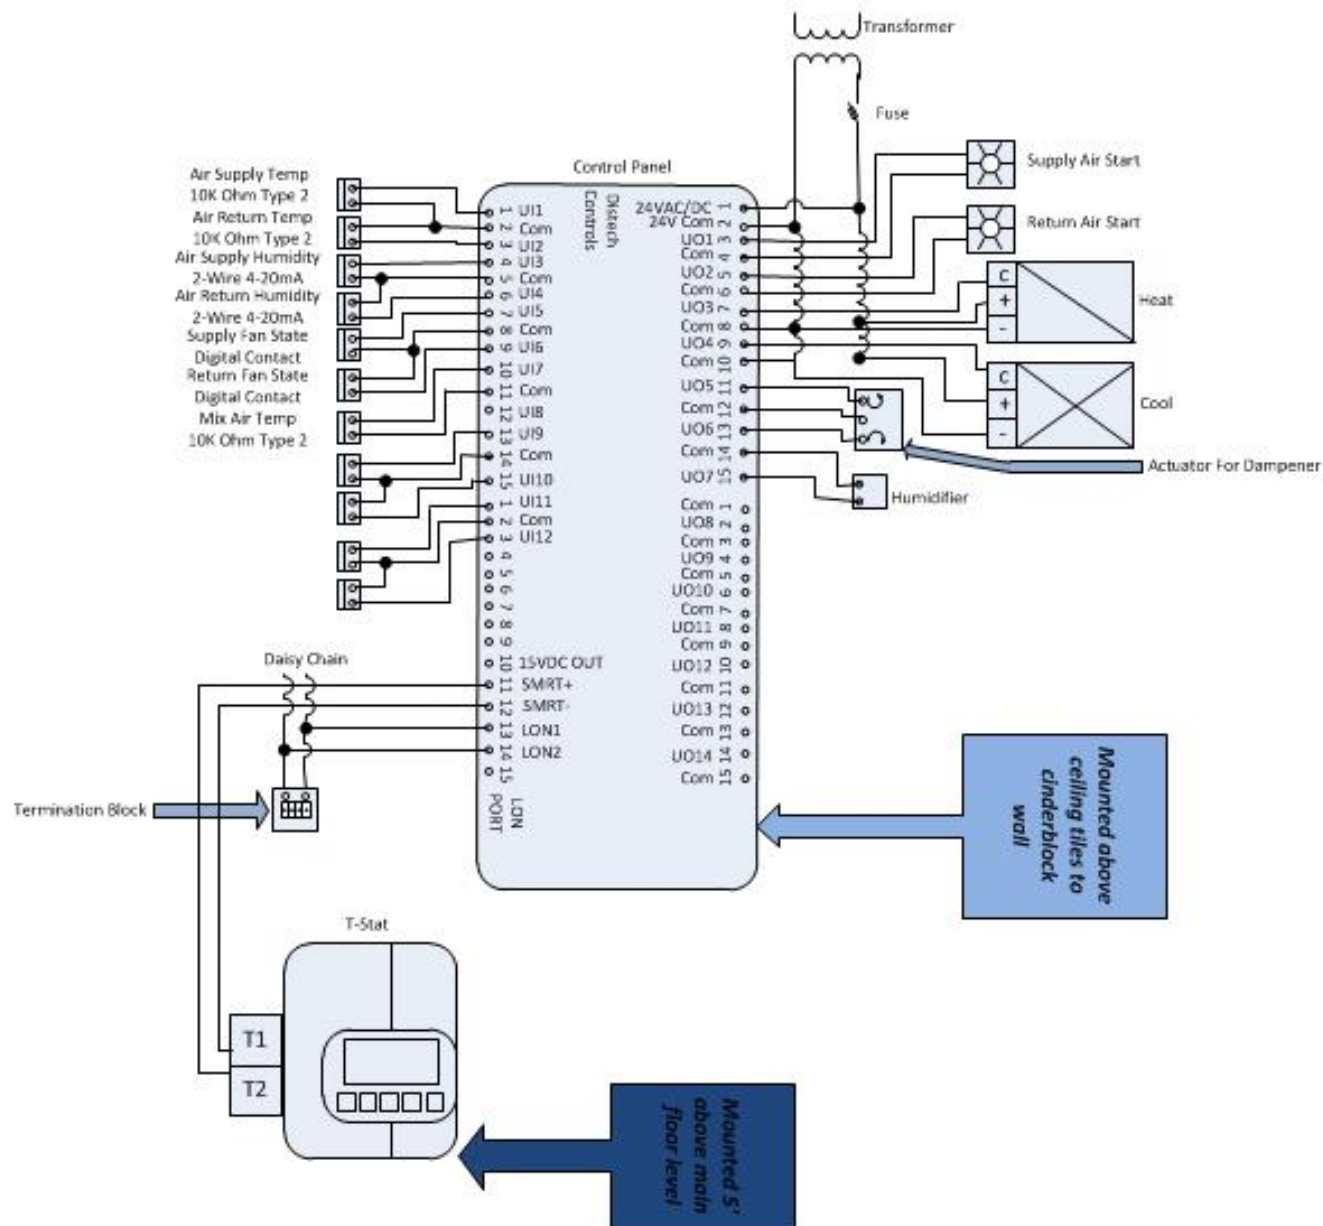 Transformer
Fuse
Control Panel
Supply Air Start
Return Air Start
C
+
-
Heat
C
+
-
Cool
Actuator For Dampener
Humidifier
Air Supply Temp
10K Ohm Type 2
Air Return Temp
10K Ohm Type 2
Air Supply Humidity
2-Wire 4-20mA
Air Return Humidity
2-Wire 4-20mA
Supply Fan State
Digital Contact
Return Fan State
Digital Contact
Mix Air Temp
10K Ohm Type 2
Distech
Controls
1 UI1
2 Com
3 UI2
4 UI3
5 Com
6 UI4
7 UI5
8 Com
9 UI6
10 UI7
11 Com
12 UI8
13 UI9
14 Com
15 UI10
1 UI11
2 Com
3 UI12
4
5
6
7
8
9
10 15VDC OUT
11 SMRT+
12 SMRT-
13 LON1
14 LON2
15
LON
PORT
24VAC/DC 1
24V Com 2
UO1 3
Com 4
UO2 5
Com 6
UO3 7
Com 8
UO4 9
Com 10
UO5 11
Com 12
UO6 13
Com 14
UO7 15
Com 1
UO8 2
Com 3
UO9 4
Com 5
UO10 6
Com 7
UO11 8
Com 9
UO12 10
Com 11
UO13 12
Com 13
UO14 14
Com 15
Daisy Chain
Termination Block
T-Stat
T1
T2
Mounted above
ceiling tiles to
cinderblock
wall
Mounted 5'
above main
floor level